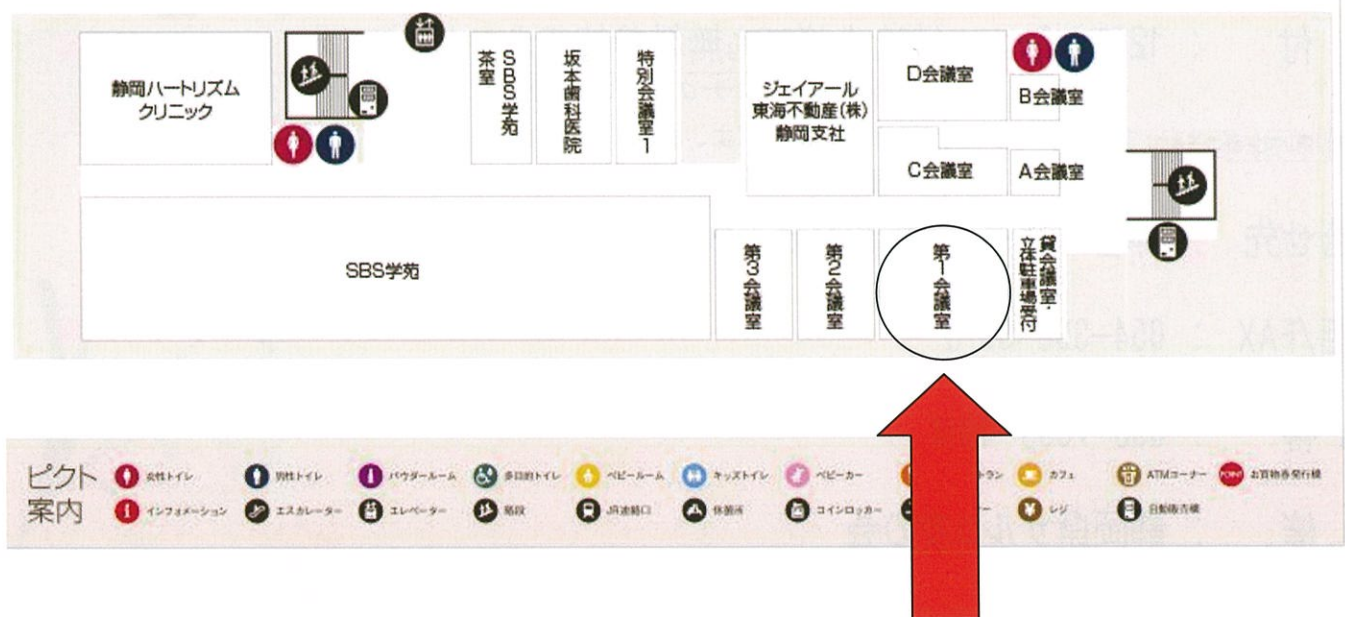 静岡ハートリズム
クリニック
SBS学苑
茶室
坂本歯科医院
特別会議室1
ジェイアール
東海不動産(株)
静岡支社
D会議室
B会議室
C会議室
A会議室
SBS学苑
第3会議室
第2会議室
第1会議室
貸会議室・
立体駐車場受付
ピクト
案内
女性トイレ
男性トイレ
パウダールーム
多目的トイレ
ベビールーム
キッズトイレ
ベビーカー
トラン
カフェ
ATMコーナー
POINT
お買物券発行機
インフォメーション
エスカレーター
エレベーター
階段
JR連絡口
休憩所
コインロッカー
レジ
自動販売機